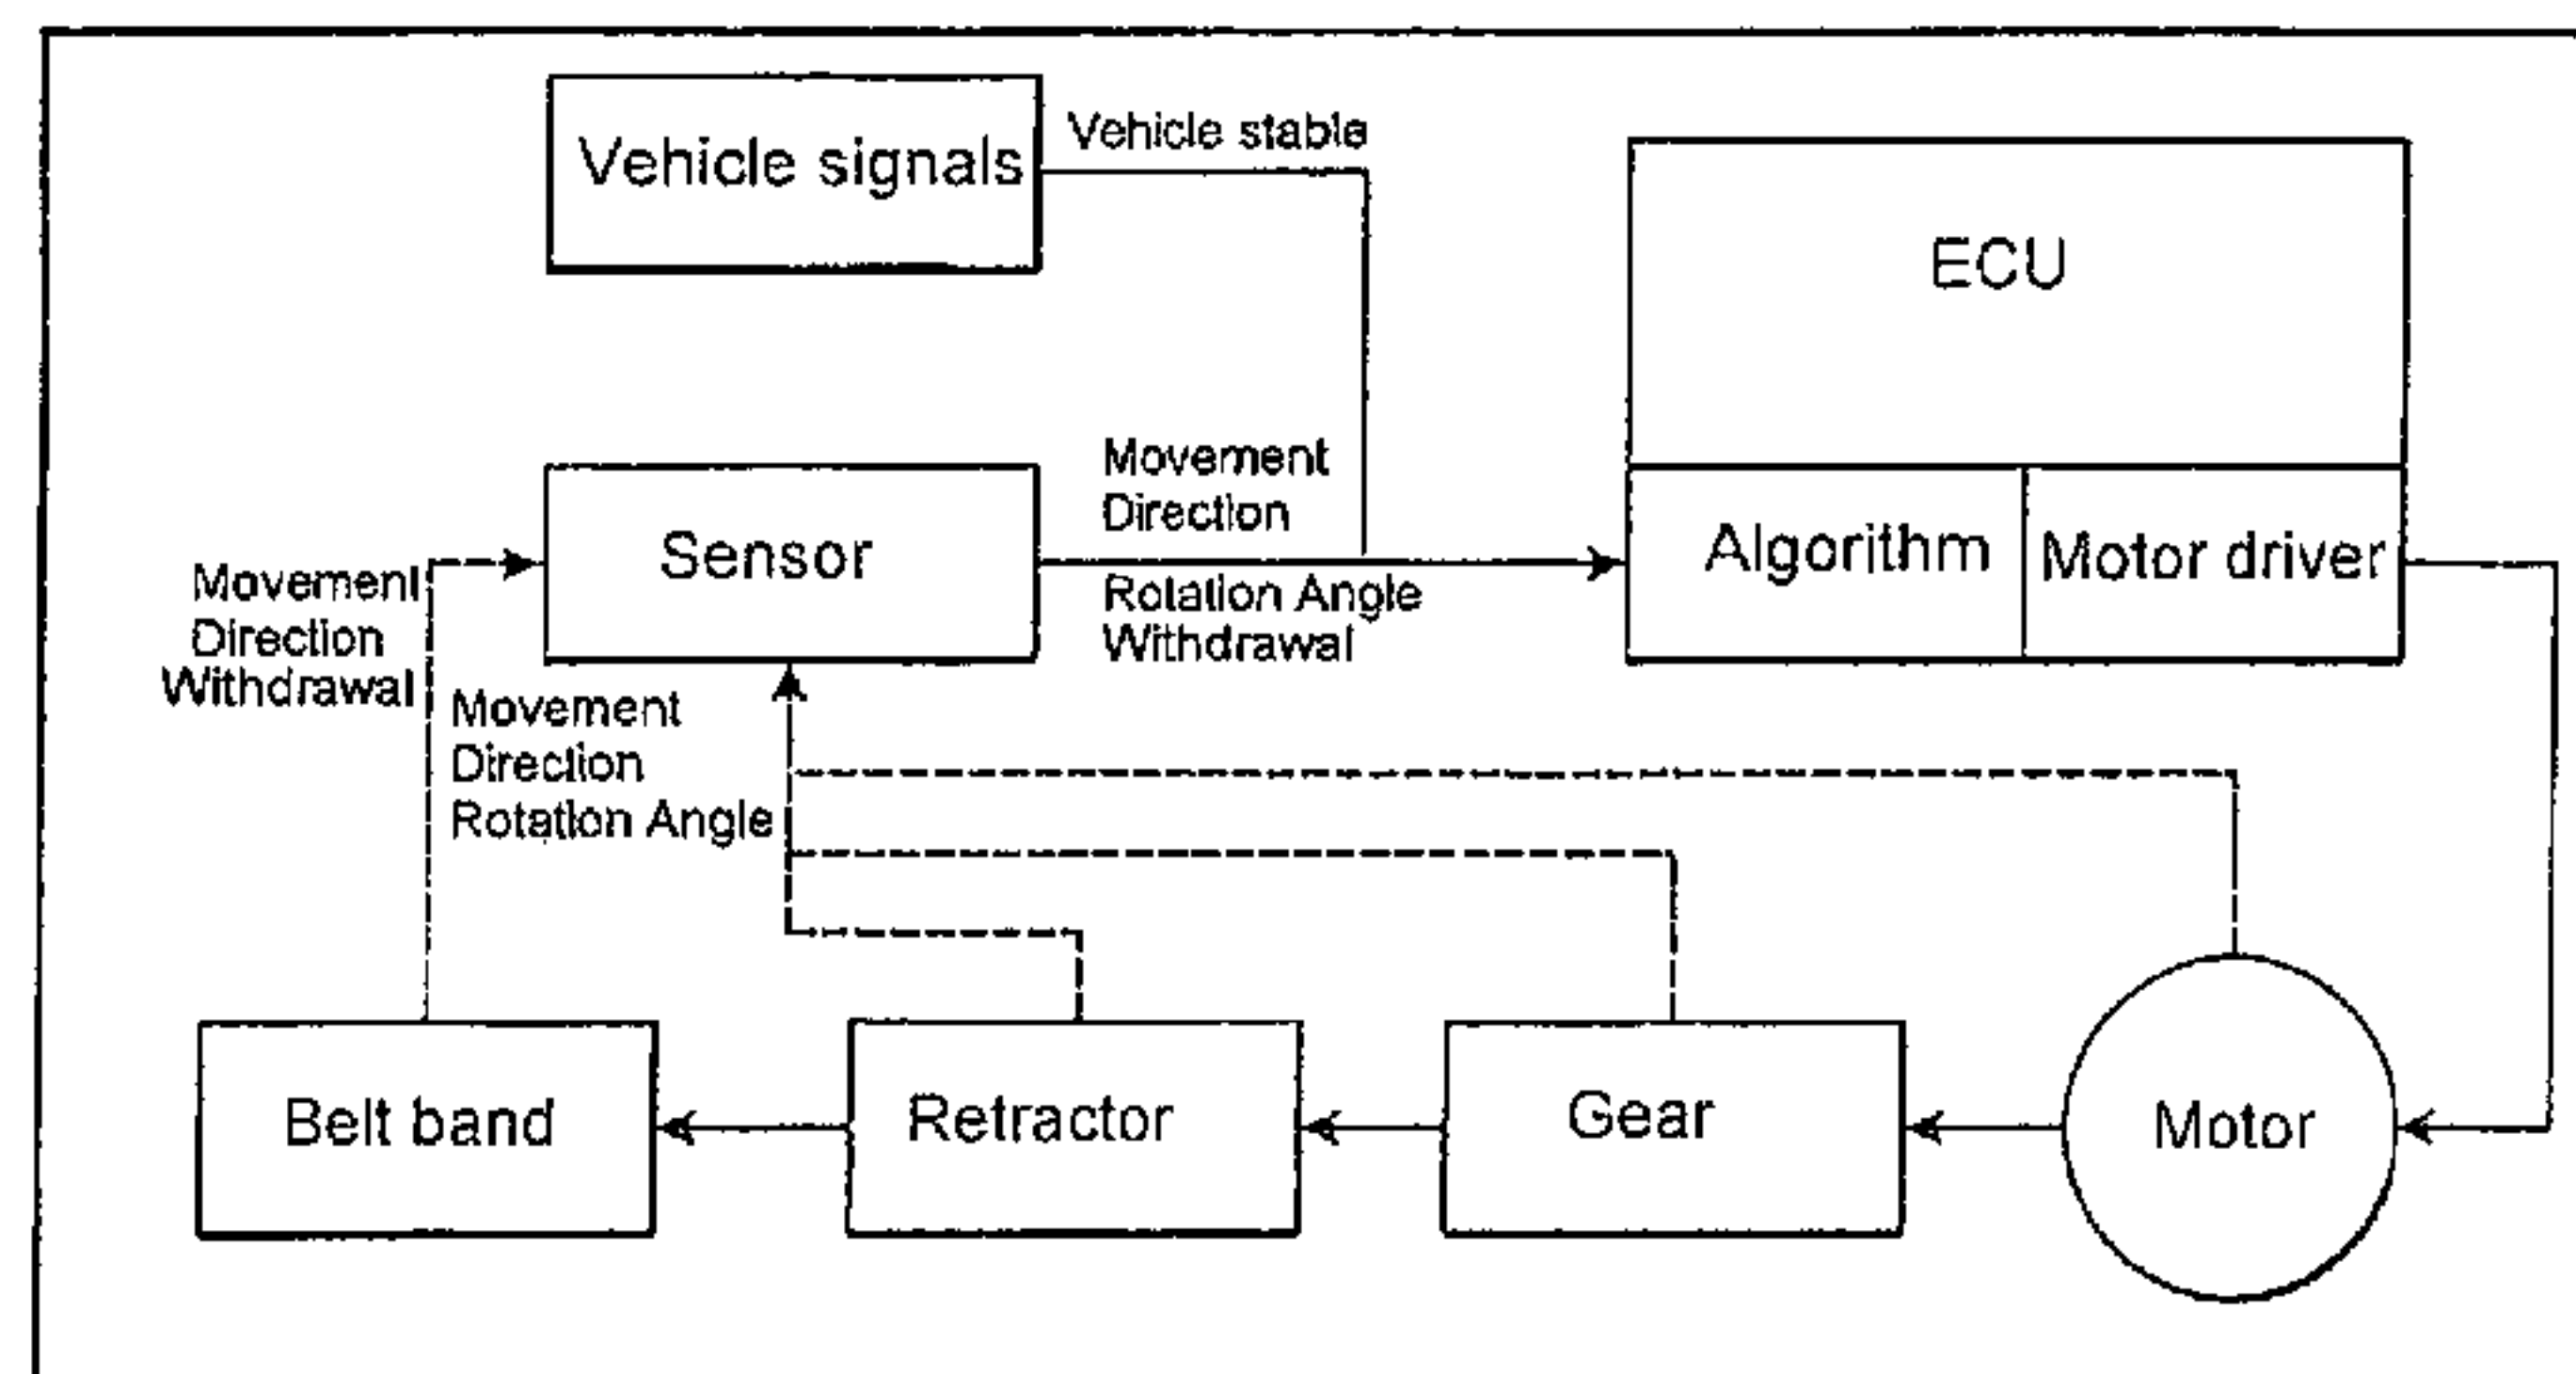 Vehicle signals
Vehicle stable
ECU
Movement
Direction
Sensor
Algorithm
Motor driver
Rotation Angle
Withdrawal
Movement
Direction
Withdrawal
Movement
Direction
Rotation Angle
Belt band
Retractor
Gear
Motor